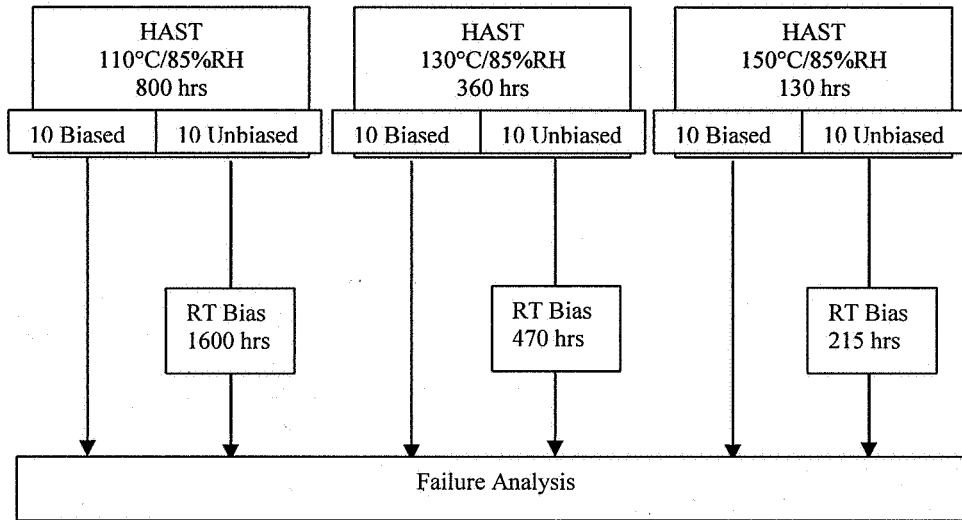 HAST
110°C/85%RH
800 hrs
10 Biased
10 Unbiased
HAST
130°C/85%RH
360 hrs
10 Biased
10 Unbiased
HAST
150°C/85%RH
130 hrs
10 Biased
10 Unbiased
RT Bias
1600 hrs
RT Bias
470 hrs
RT Bias
215 hrs
Failure Analysis